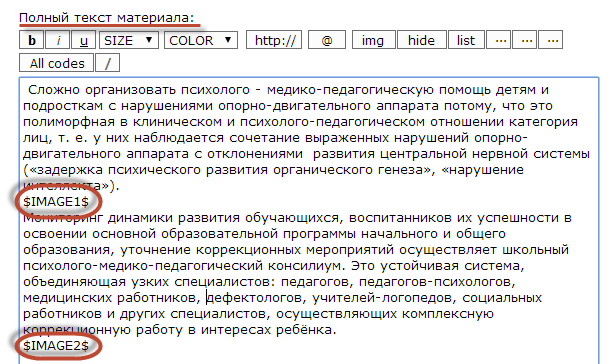 Полный текст материала:
b i u SIZE COLOR http:// @ img hide list ... ... ...
All codes /
Сложно организовать психолого - медико-педагогическую помощь детям и
подросткам с нарушениями опорно-двигательного аппарата потому, что это
полиморфная в клиническом и психолого-педагогическом отношении категория
лиц, т. е. у них наблюдается сочетание выраженных нарушений опорно-
двигательного аппарата с отклонениями развития центральной нервной системы
(«задержка психического развития органического генеза», «нарушение
интеллекта»).
$IMAGE1$
Мониторинг динамики развития обучающихся, воспитанников их успешности в
освоении основной образовательной программы начального и общего
образования, уточнение коррекционных мероприятий осуществляет школьный
психолого-медико-педагогический консилиум. Это устойчивая система,
объединяющая узких специалистов: педагогов, педагогов-психологов,
медицинских работников, дефектологов, учителей-логопедов, социальных
работников и других специалистов, осуществляющих комплексную
коррекционную работу в интересах ребёнка.
$IMAGE2$